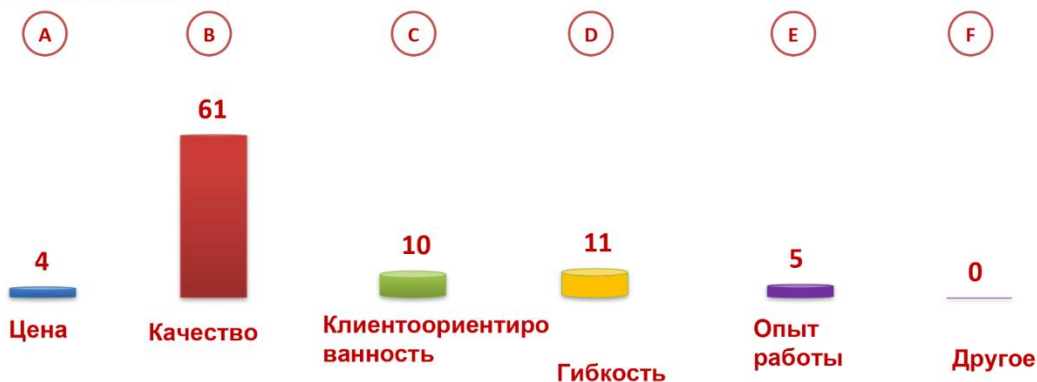 A B C D E F
61
4 10 11 5 0
Цена Качество Клиентоориентиро
ванность Гибкость Опыт
работы Другое